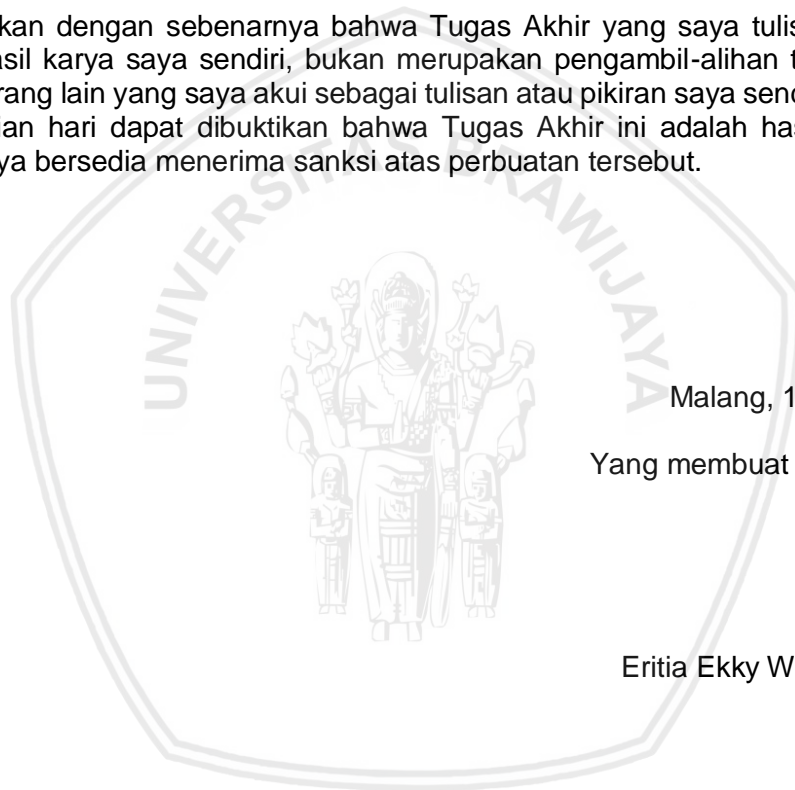 kan dengan sebenarnya bahwa Tugas Akhir yang saya tulis
asil karya saya sendiri, bukan merupakan pengambil-alihan t
rang lain yang saya akui sebagai tulisan atau pikiran saya send
ian hari dapat dibuktikan bahwa Tugas Akhir ini adalah has
ya bersedia menerima sanksi atas perbuatan tersebut.
UNIVERSITAS BRAWIJAYA
Malang, 1
Yang membuat
Eritia Ekky W